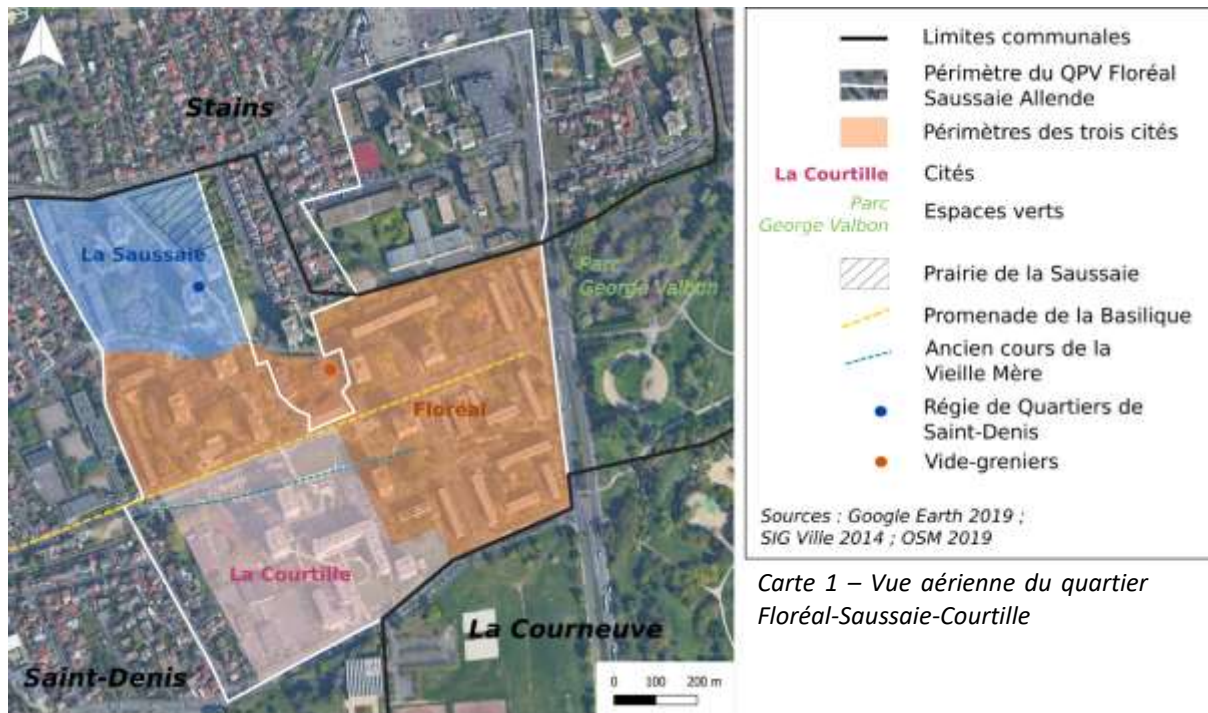 Stains
La Saussaie
Parc
George Valbon
Floréal
La Courtille
La Courneuve
Saint-Denis
0 100 200 m
Limites communales
Périmètre du QPV Floréal
Saussaie Allende
Périmètres des trois cités
La Courtille Cités
Parc
George Valbon Espaces verts
Prairie de la Saussaie
Promenade de la Basilique
Ancien cours de la
Vieille Mère
Régie de Quartiers de
Saint-Denis
Vide-greniers
Sources : Google Earth 2019 ;
SIG Ville 2014 ; OSM 2019
Carte 1 – Vue aérienne du quartier
Floréal-Saussaie-Courtille